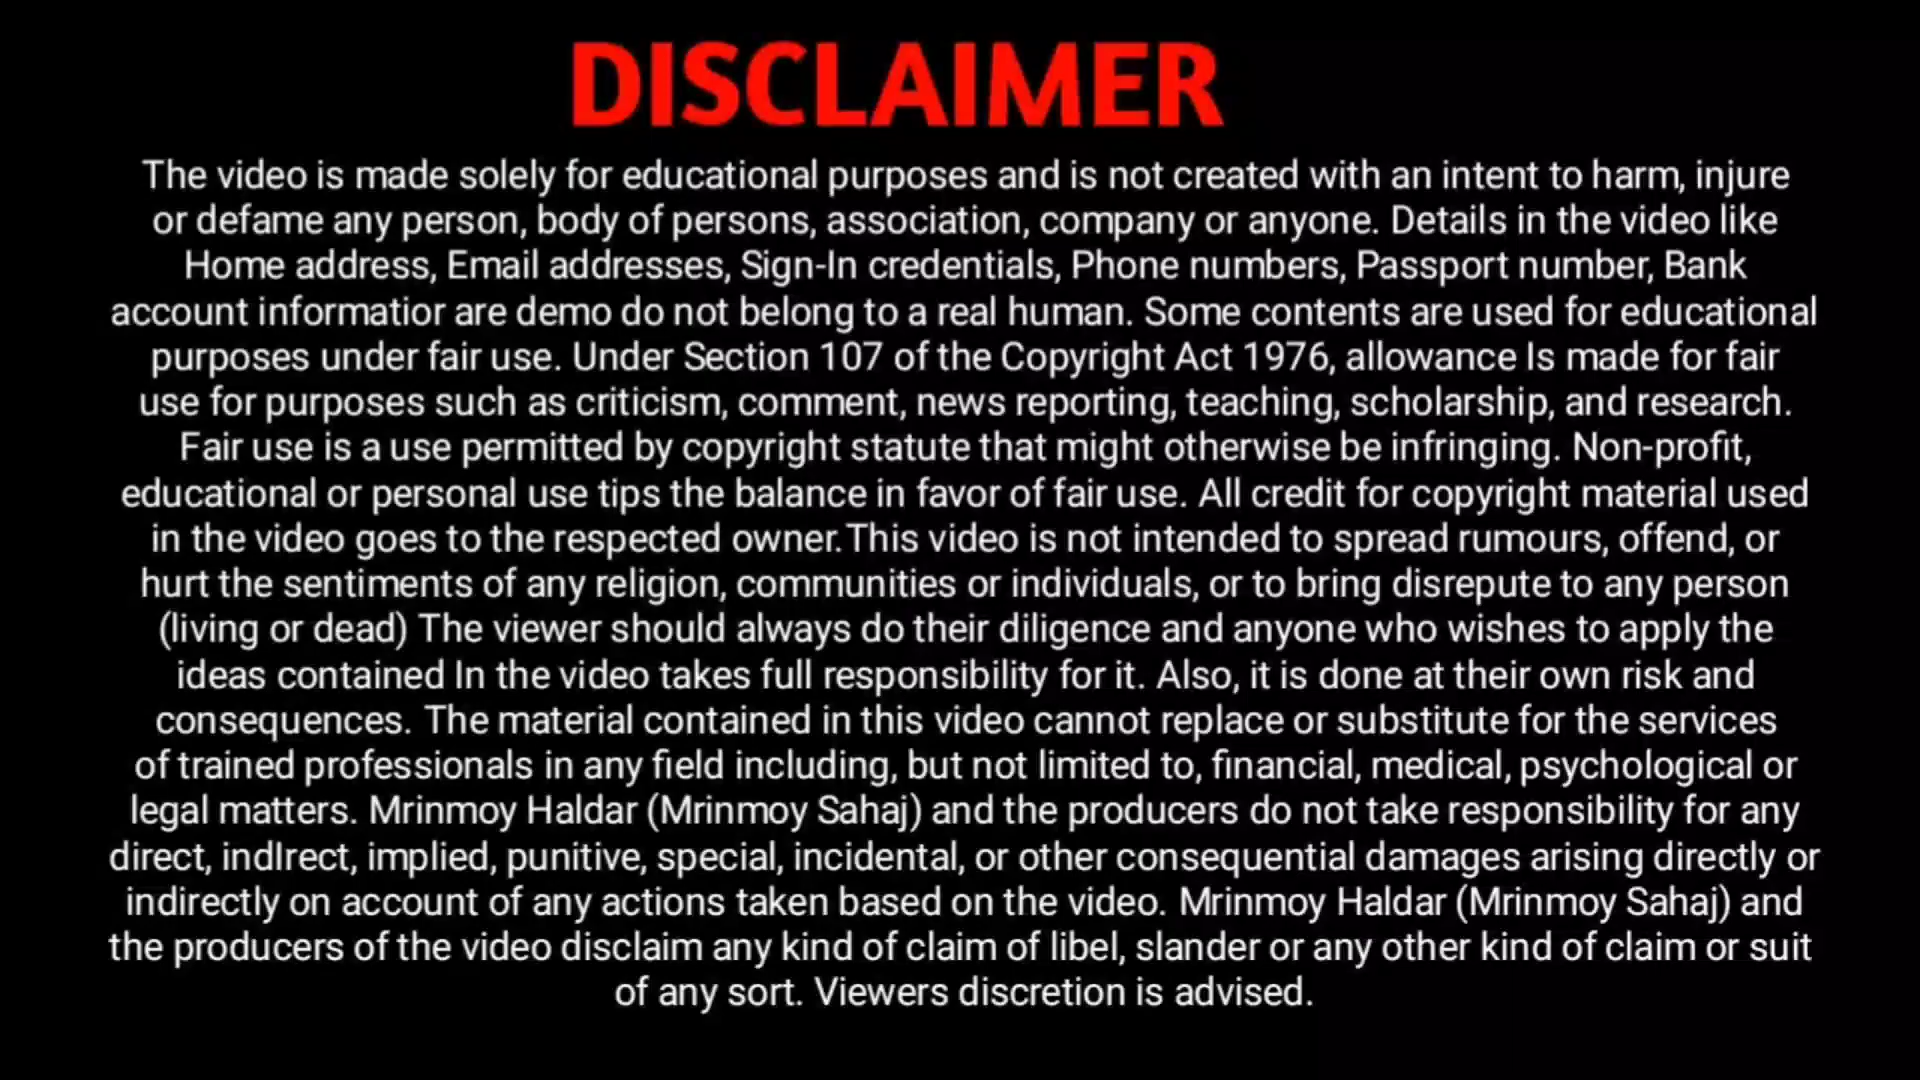 DISCLAIMER
The video is made solely for educational purposes and is not created with an intent to harm, injure
or defame any person, body of persons, association, company or anyone. Details in the video like
Home address, Email addresses, Sign-In credentials, Phone numbers, Passport number, Bank
account informatior are demo do not belong to a real human. Some contents are used for educational
purposes under fair use. Under Section 107 of the Copyright Act 1976, allowance Is made for fair
use for purposes such as criticism, comment, news reporting, teaching, scholarship, and research.
Fair use is a use permitted by copyright statute that might otherwise be infringing. Non-profit,
educational or personal use tips the balance in favor of fair use. All credit for copyright material used
in the video goes to the respected owner.This video is not intended to spread rumours, offend, or
hurt the sentiments of any religion, communities or individuals, or to bring disrepute to any person
(living or dead) The viewer should always do their diligence and anyone who wishes to apply the
ideas contained In the video takes full responsibility for it. Also, it is done at their own risk and
consequences. The material contained in this video cannot replace or substitute for the services
of trained professionals in any field including, but not limited to, financial, medical, psychological or
legal matters. Mrinmoy Haldar (Mrinmoy Sahaj) and the producers do not take responsibility for any
direct, indIrect, implied, punitive, special, incidental, or other consequential damages arising directly or
indirectly on account of any actions taken based on the video. Mrinmoy Haldar (Mrinmoy Sahaj) and
the producers of the video disclaim any kind of claim of libel, slander or any other kind of claim or suit
of any sort. Viewers discretion is advised.